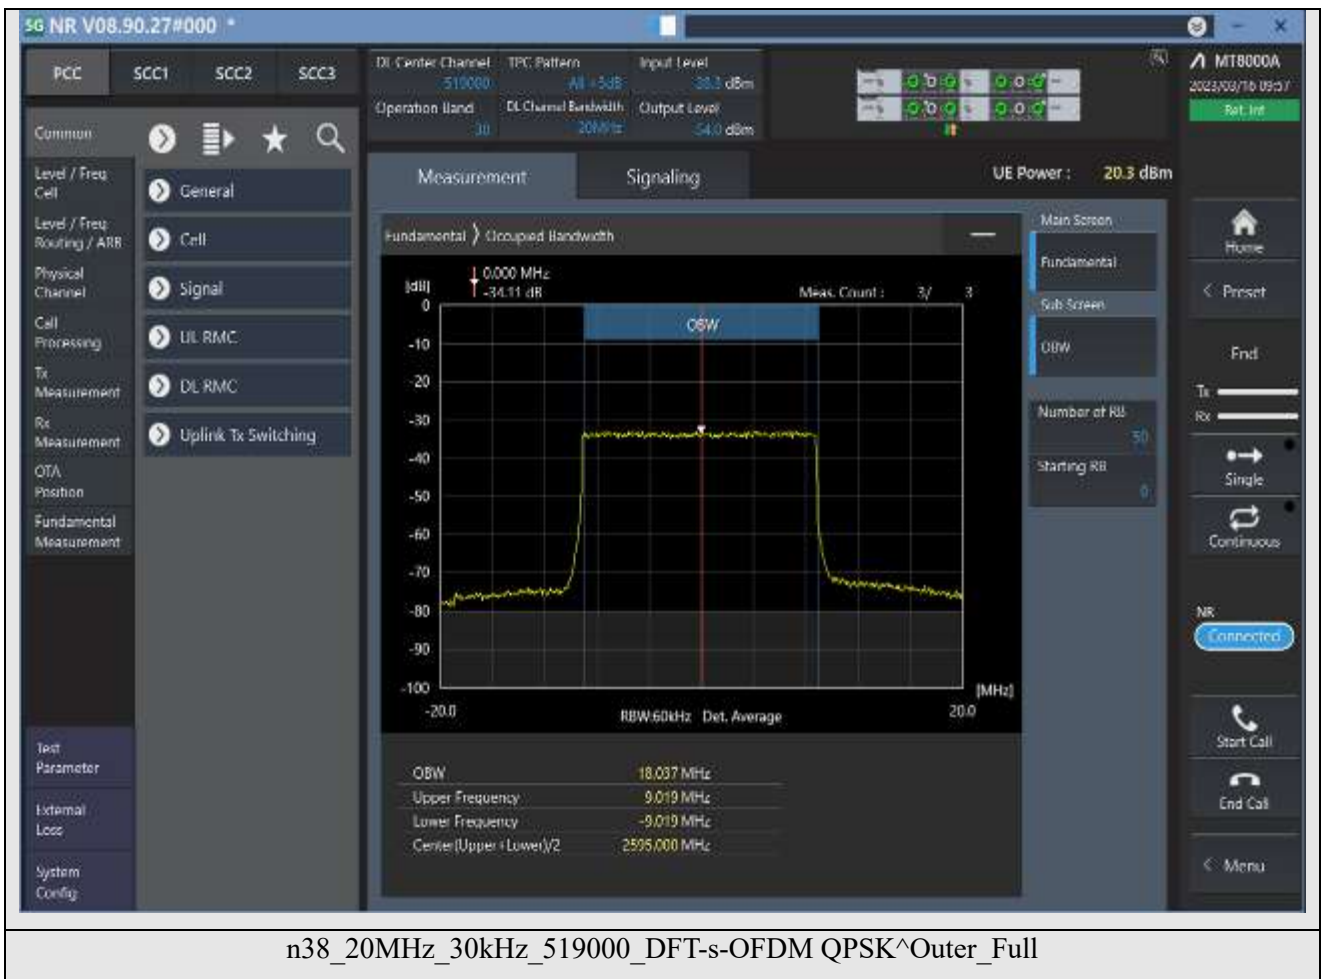 5G NR V08.90.27#000 *
PCC SCC1 SCC2 SCC3
DL Center Channel TPC Pattern Input Level
All +3dB dBm
Operation Band DL Channel Bandwidth Output Level
20MHz -54.0 dBm
MT8000A
2023/03/16 09:57
Ret. Int
Common
Level / Freq
Cell
Level / Freq
Routing / ARB
Physical
Channel
Call
Processing
Tx
Measurement
Rx
Measurement
OTA
Position
Fundamental
Measurement
Test
Parameter
External
Loss
System
Config
General
Cell
Signal
UL RMC
DL RMC
Uplink Tx Switching
Measurement Signaling UE Power : 20.3 dBm
Fundamental Occupied Bandwidth
[dB] 0.000 MHz
-34.11 dB Meas. Count : 3/ 3
OBW
0
-10
-20
-30
-40
-50
-60
-70
-80
-90
-100
[MHz]
-20.0 RBW:60kHz Det. Average 20.0
OBW 18.037 MHz
Upper Frequency 9.019 MHz
Lower Frequency -9.019 MHz
Center(Upper+Lower)/2 2595.000 MHz
Main Screen
Fundamental
Sub Screen
OBW
Number of RB
50
Starting RB
0
Home
Preset
End
Tx
Rx
Single
Continuous
NR
Connected
Start Call
End Call
Menu
n38_20MHz_30kHz_519000_DFT-s-OFDM QPSK^Outer_Full